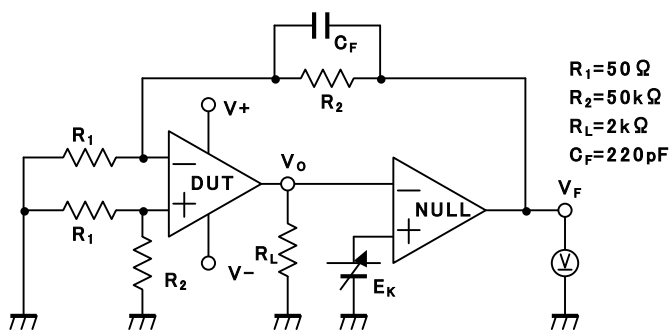 C_F
R_2
R_1
V+
DUT
V_O
NULL
V_F
R_1
R_2
V-
R_L
E_K
V
R_1=50Ω
R_2=50kΩ
R_L=2kΩ
C_F=220pF